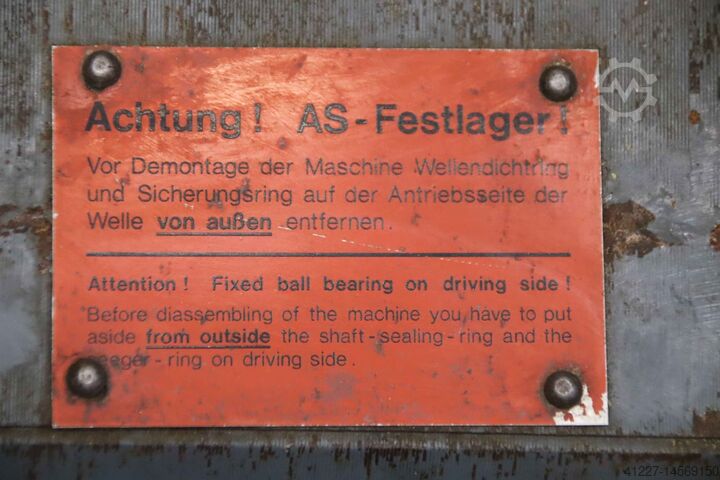 Achtung! AS-Festlager!
Vor Demontage der Maschine Wellendichtring
und Sicherungsring auf der Antriebsseite der
Welle von außen entfernen.
Attention! Fixed ball bearing on driving side!
Before diassembling of the machine you have to put
aside from outside the shaft-sealing-ring and the
seeger-ring on driving side.
41227-14569150